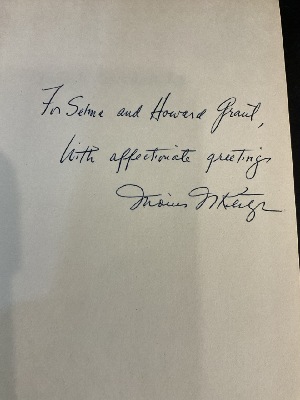 For Selma and Howard Grant,
With affectionate greetings